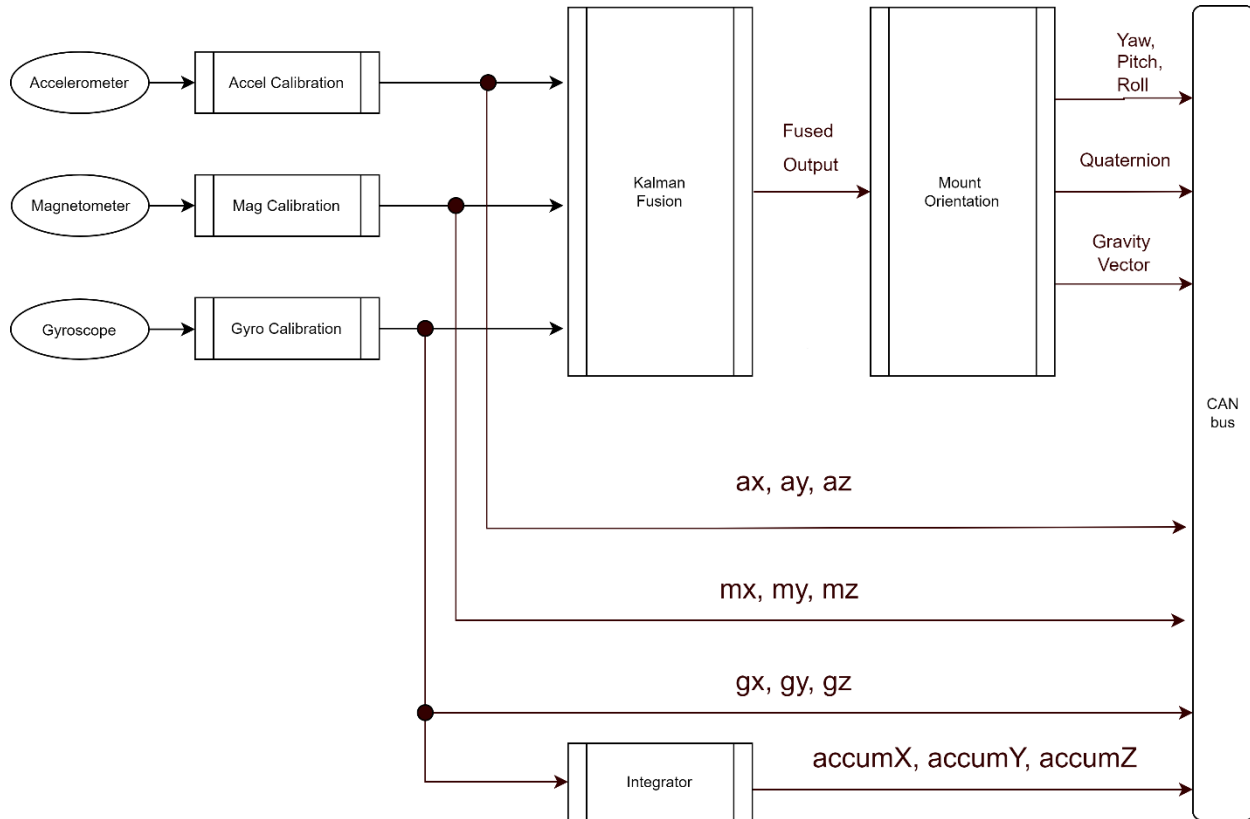 Accelerometer
Accel Calibration
Magnetometer
Mag Calibration
Gyroscope
Gyro Calibration
Kalman
Fusion
Fused
Output
Mount
Orientation
Yaw,
Pitch,
Roll
Quaternion
Gravity
Vector
CAN
bus
ax, ay, az
mx, my, mz
gx, gy, gz
Integrator
accumX, accumY, accumZ